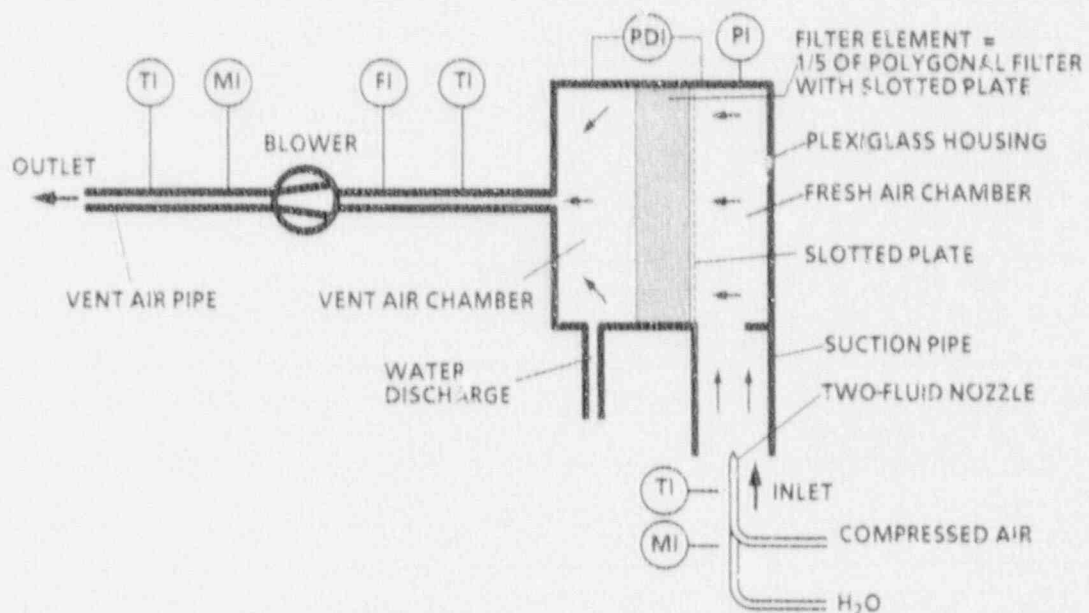 PDI
PI
FILTER ELEMENT =
1/5 OF POLYGONAL FILTER
WITH SLOTTED PLATE
TI
MI
FI
TI
BLOWER
PLEXIGLASS HOUSING
OUTLET
FRESH AIR CHAMBER
SLOTTED PLATE
VENT AIR PIPE
VENT AIR CHAMBER
SUCTION PIPE
WATER
DISCHARGE
TWO-FLUID NOZZLE
TI
INLET
MI
COMPRESSED AIR
H₂O